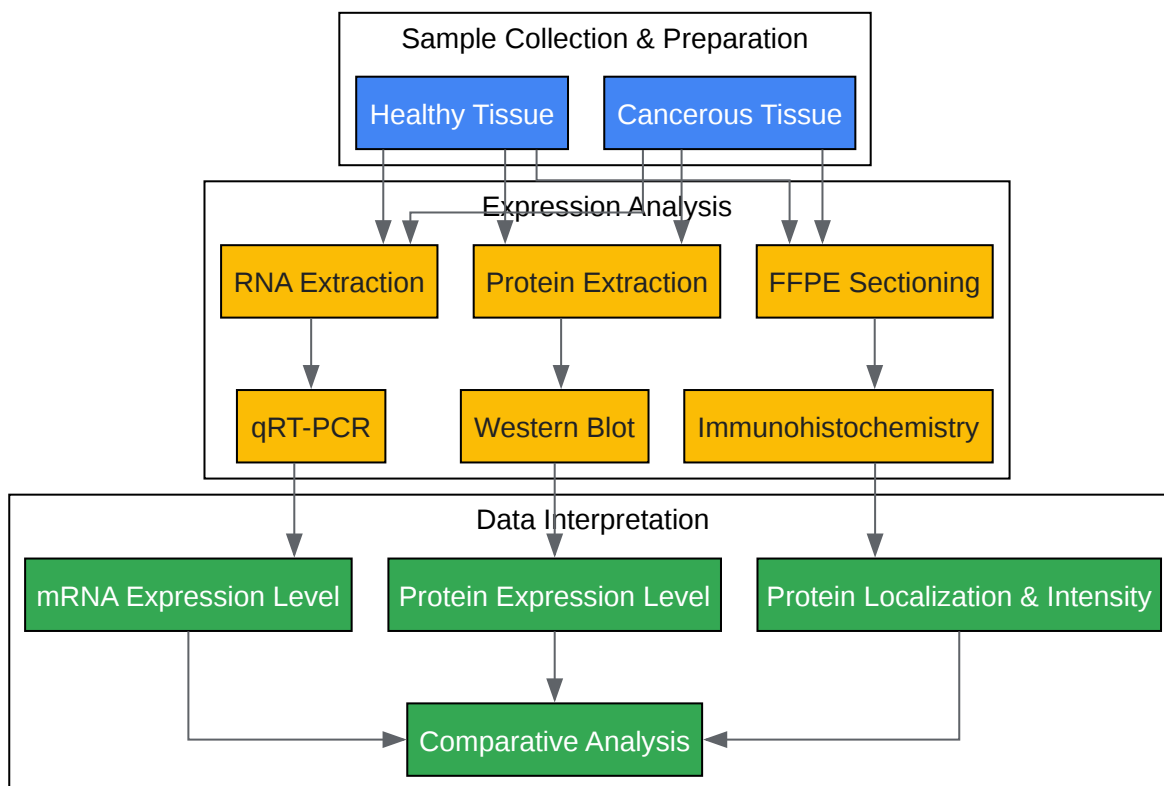 Sample Collection & Preparation
Healthy Tissue
Cancerous Tissue
Expression Analysis
RNA Extraction
Protein Extraction
FFPE Sectioning
qRT-PCR
Western Blot
Immunohistochemistry
Data Interpretation
mRNA Expression Level
Protein Expression Level
Protein Localization & Intensity
Comparative Analysis